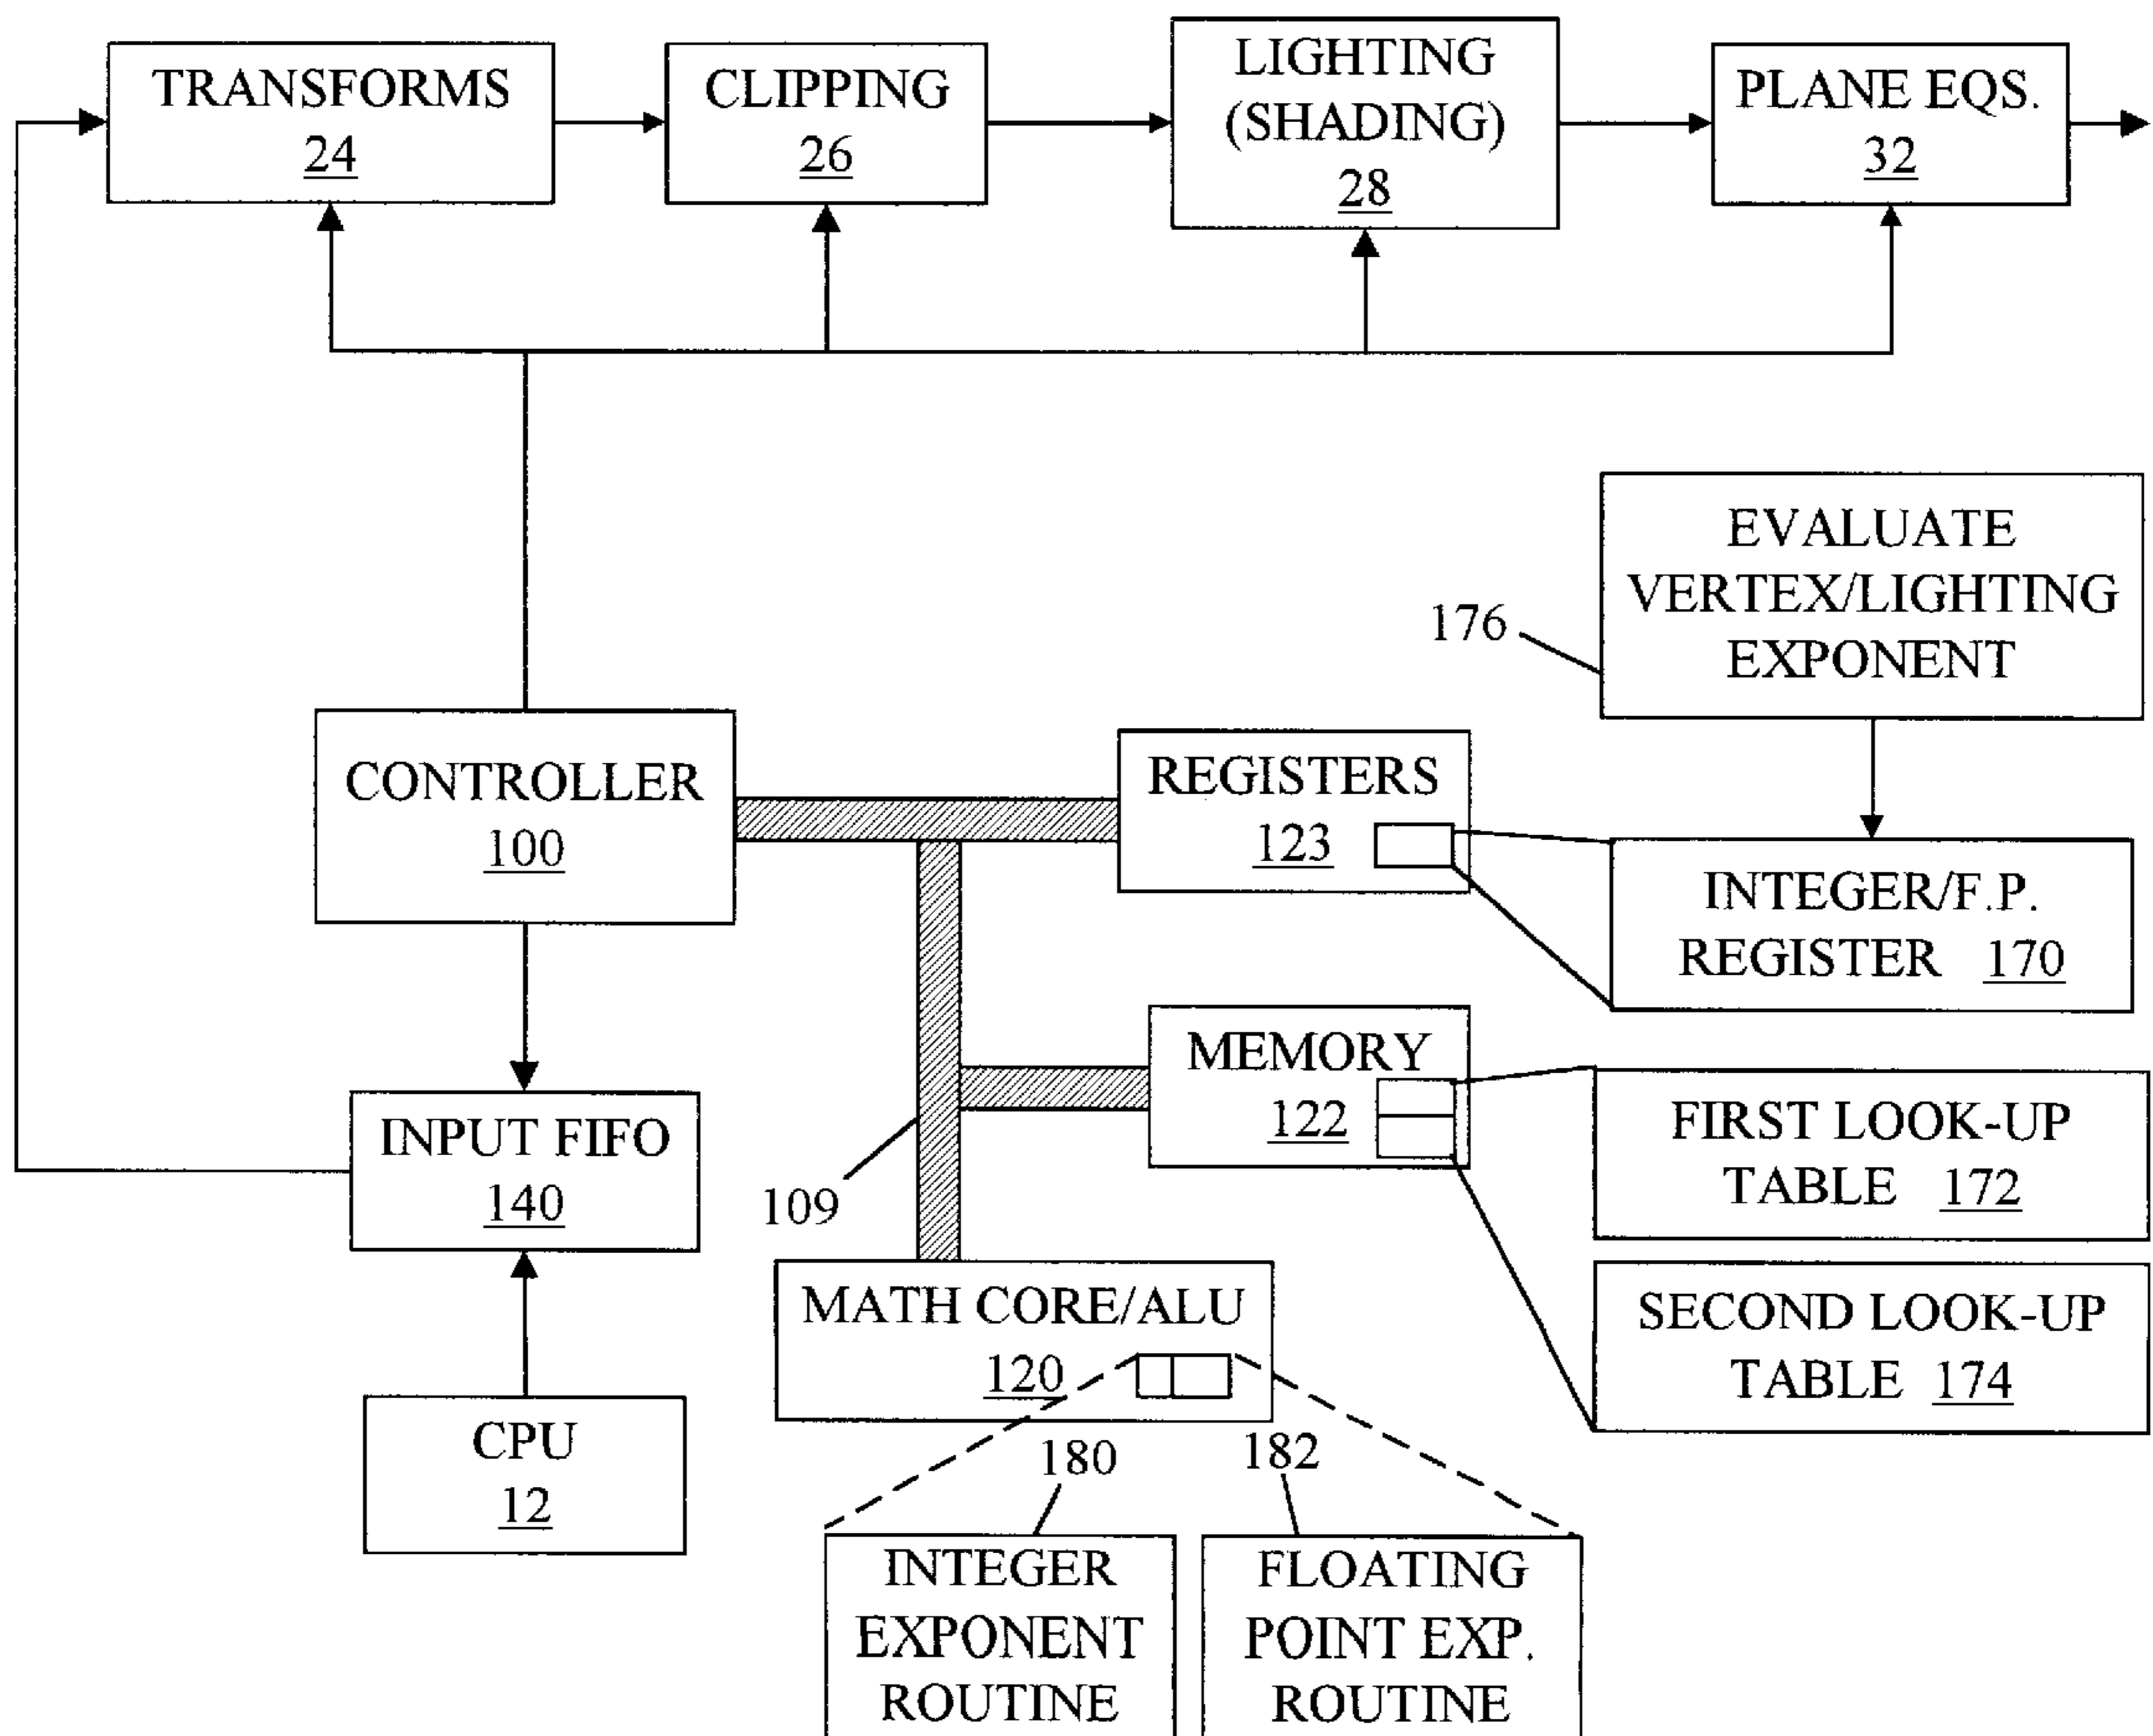 TRANSFORMS
24
CLIPPING
26
LIGHTING
(SHADING)
28
PLANE EQS.
32
EVALUATE
VERTEX/LIGHTING
EXPONENT
176
CONTROLLER
100
REGISTERS
123
INTEGER/F.P.
REGISTER 170
MEMORY
122
FIRST LOOK-UP
TABLE 172
INPUT FIFO
140
109
SECOND LOOK-UP
TABLE 174
MATH CORE/ALU
120
CPU
12
180
182
INTEGER
EXPONENT
ROUTINE
FLOATING
POINT EXP.
ROUTINE